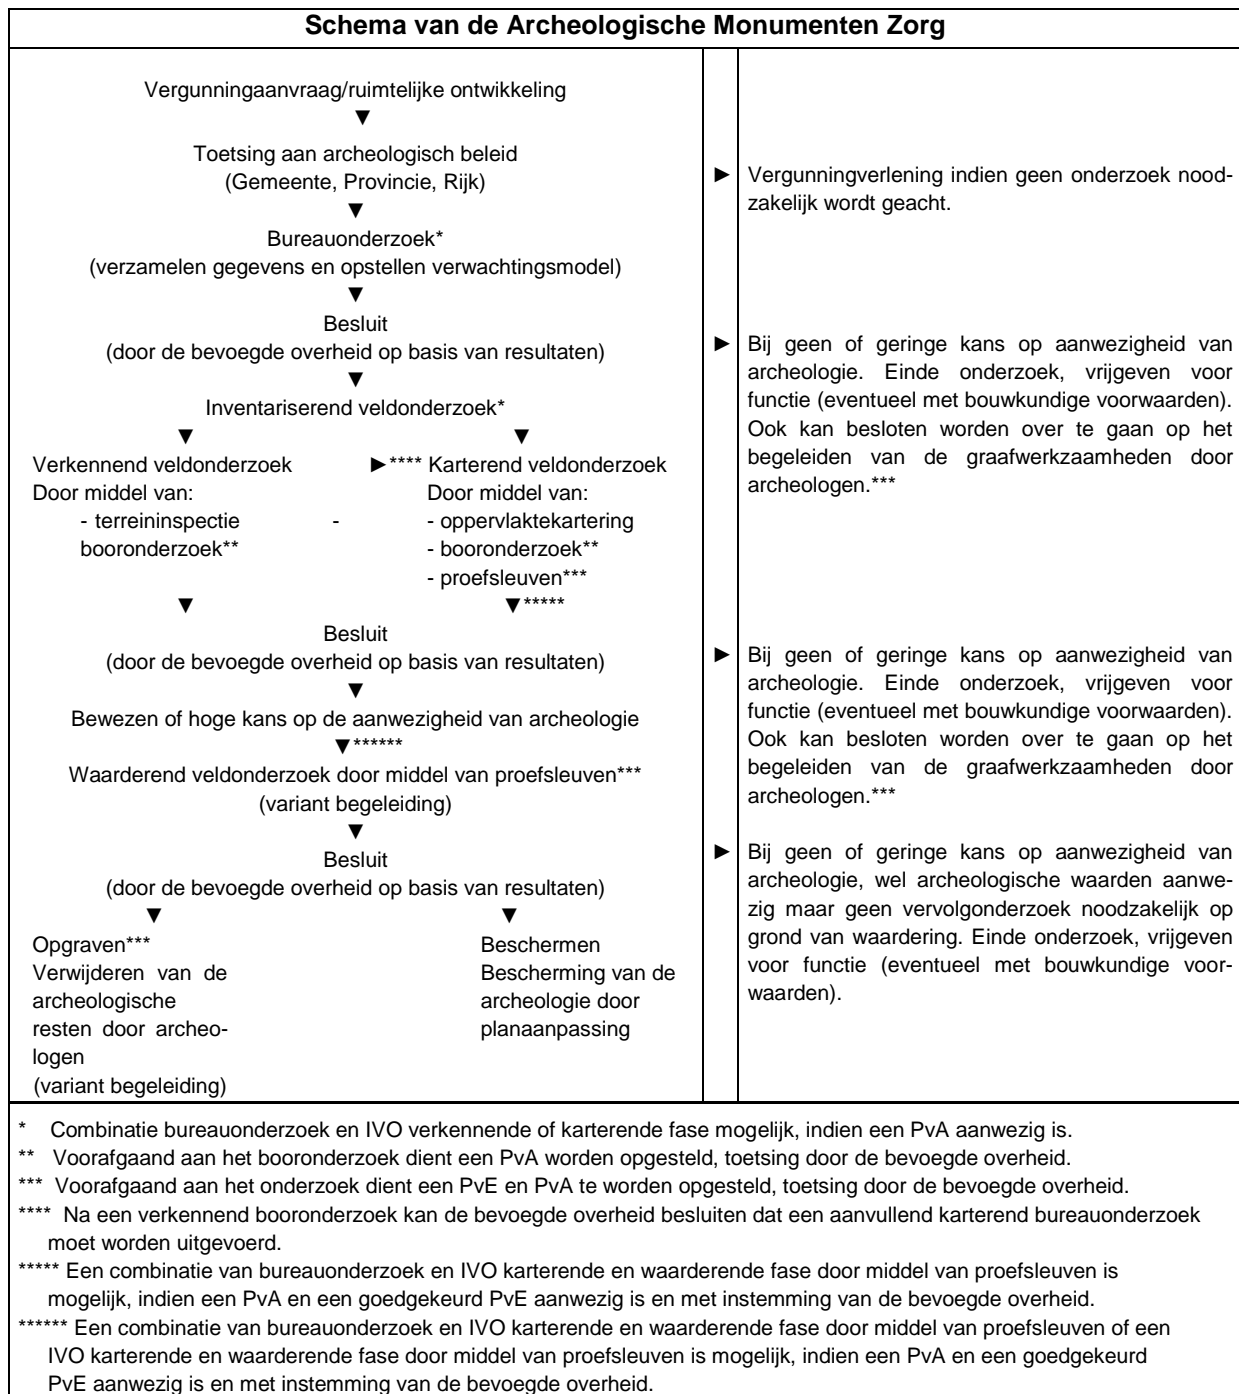 Schema van de Archeologische Monumenten Zorg
Vergunningaanvraag/ruimtelijke ontwikkeling
▼
Toetsing aan archeologisch beleid
(Gemeente, Provincie, Rijk)
▼
Bureauonderzoek*
(verzamelen gegevens en opstellen verwachtingsmodel)
▼
Besluit
(door de bevoegde overheid op basis van resultaten)
▼
Inventariserend veldonderzoek*
▼ ▼
Verkennend veldonderzoek ►**** Karterend veldonderzoek
Door middel van: Door middel van:
- terreininspectie - - oppervlaktekartering
booronderzoek** - booronderzoek**
- proefsleuven***
▼ ▼*****
Besluit
(door de bevoegde overheid op basis van resultaten)
▼
Bewezen of hoge kans op de aanwezigheid van archeologie
▼******
Waarderend veldonderzoek door middel van proefsleuven***
(variant begeleiding)
▼
Besluit
(door de bevoegde overheid op basis van resultaten)
▼ ▼
Opgraven*** Beschermen
Verwijderen van de Bescherming van de
archeologische archeologie door
resten door archeo- planaanpassing
logen
(variant begeleiding)
► Vergunningverlening indien geen onderzoek nood-
zakelijk wordt geacht.
► Bij geen of geringe kans op aanwezigheid van
archeologie. Einde onderzoek, vrijgeven voor
functie (eventueel met bouwkundige voorwaarden).
Ook kan besloten worden over te gaan op het
begeleiden van de graafwerkzaamheden door
archeologen.***
► Bij geen of geringe kans op aanwezigheid van
archeologie. Einde onderzoek, vrijgeven voor
functie (eventueel met bouwkundige voorwaarden).
Ook kan besloten worden over te gaan op het
begeleiden van de graafwerkzaamheden door
archeologen.***
► Bij geen of geringe kans op aanwezigheid van
archeologie, wel archeologische waarden aanwe-
zig maar geen vervolgonderzoek noodzakelijk op
grond van waardering. Einde onderzoek, vrijgeven
voor functie (eventueel met bouwkundige voor-
waarden).
* Combinatie bureauonderzoek en IVO verkennende of karterende fase mogelijk, indien een PvA aanwezig is.
** Voorafgaand aan het booronderzoek dient een PvA worden opgesteld, toetsing door de bevoegde overheid.
*** Voorafgaand aan het onderzoek dient een PvE en PvA te worden opgesteld, toetsing door de bevoegde overheid.
**** Na een verkennend booronderzoek kan de bevoegde overheid besluiten dat een aanvullend karterend bureauonderzoek
moet worden uitgevoerd.
***** Een combinatie van bureauonderzoek en IVO karterende en waarderende fase door middel van proefsleuven is
mogelijk, indien een PvA en een goedgekeurd PvE aanwezig is en met instemming van de bevoegde overheid.
****** Een combinatie van bureauonderzoek en IVO karterende en waarderende fase door middel van proefsleuven of een
IVO karterende en waarderende fase door middel van proefsleuven is mogelijk, indien een PvA en een goedgekeurd
PvE aanwezig is en met instemming van de bevoegde overheid.